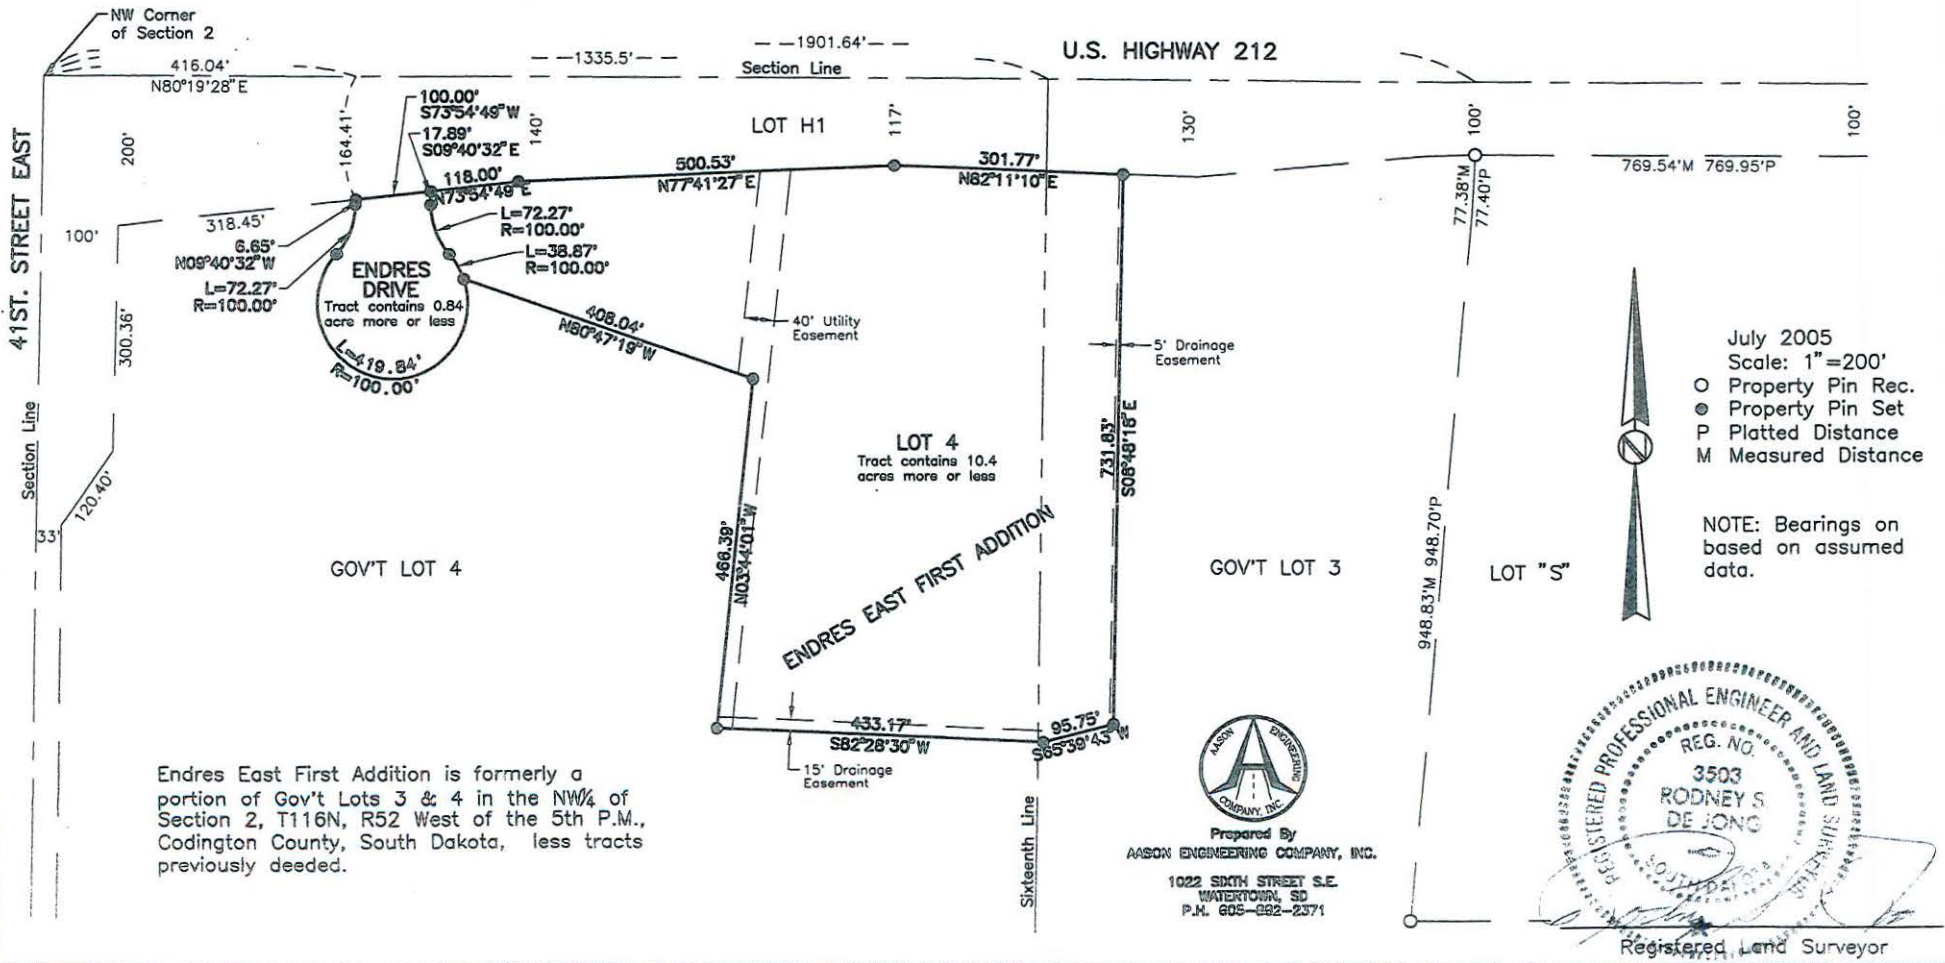 NW Corner
of Section 2
416.04'
N80°19'28"E
1335.5'
1901.64'
Section Line
U.S. HIGHWAY 212
41ST. STREET EAST
200'
164.41'
100.00'
S73°54'49"W
17.89'
S09°40'32"E
140'
LOT H1
117'
130'
100'
100'
118.00'
N73°54'49"E
500.53'
N77°41'27"E
301.77'
N82°11'10"E
769.54'M 769.95'P
77.38'M
77.40'P
318.45'
100'
6.65'
N09°40'32"W
L=72.27'
R=100.00'
L=72.27'
R=100.00'
L=38.87'
R=100.00'
ENDRES
DRIVE
Tract contains 0.84
acre more or less
L=419.84'
R=100.00'
300.36'
408.04'
N80°47'19"W
40' Utility
Easement
5' Drainage
Easement
July 2005
Scale: 1"=200'
Property Pin Rec.
Property Pin Set
P Platted Distance
M Measured Distance
Section Line
120.40'
33'
LOT 4
Tract contains 10.4
acres more or less
731.83'
S08°48'18"E
466.39'
N03°44'01"W
ENDRES EAST FIRST ADDITION
GOV'T LOT 4
GOV'T LOT 3
948.83'M 948.70'P
LOT "S"
NOTE: Bearings on
based on assumed
data.
433.17'
S82°28'30"W
95.75'
S65°39'43"W
15' Drainage
Easement
Endres East First Addition is formerly a
portion of Gov't Lots 3 & 4 in the NW¼ of
Section 2, T116N, R52 West of the 5th P.M.,
Codington County, South Dakota, less tracts
previously deeded.
Sixteenth Line
AASON ENGINEERING
COMPANY, INC.
Prepared By
AASON ENGINEERING COMPANY, INC.
1022 SIXTH STREET S.E.
WATERTOWN, SD
P.H. 605-882-2371
REGISTERED PROFESSIONAL ENGINEER AND LAND SURVEYOR
REG. NO.
3503
RODNEY S.
DE JONG
SOUTH DAKOTA
Registered Land Surveyor